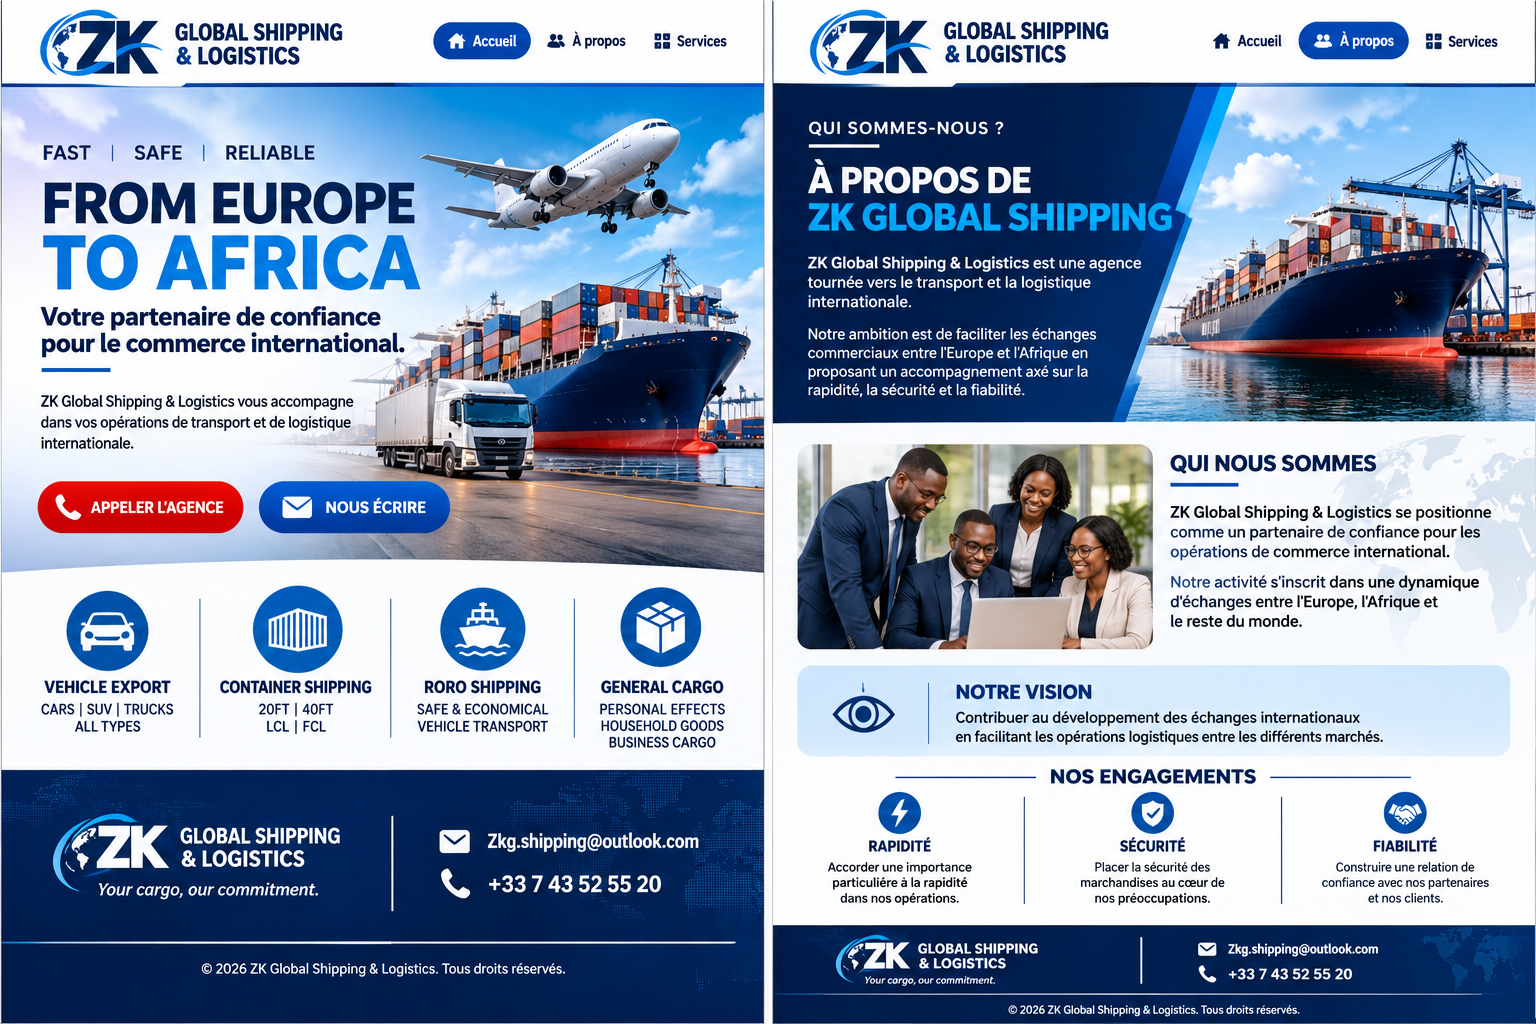 ZK GLOBAL SHIPPING
& LOGISTICS
Accueil
À propos
Services
FAST | SAFE | RELIABLE
FROM EUROPE
TO AFRICA
Votre partenaire de confiance
pour le commerce international.
ZK Global Shipping & Logistics vous accompagne
dans vos opérations de transport et de logistique
internationale.
APPELER L'AGENCE
NOUS ÉCRIRE
VEHICLE EXPORT
CARS | SUV | TRUCKS
ALL TYPES
CONTAINER SHIPPING
20FT | 40FT
LCL | FCL
RORO SHIPPING
SAFE & ECONOMICAL
VEHICLE TRANSPORT
GENERAL CARGO
PERSONAL EFFECTS
HOUSEHOLD GOODS
BUSINESS CARGO
ZK GLOBAL SHIPPING
& LOGISTICS
Your cargo, our commitment.
Zkg.shipping@outlook.com
+33 7 43 52 55 20
© 2026 ZK Global Shipping & Logistics. Tous droits réservés.
ZK GLOBAL SHIPPING
& LOGISTICS
Accueil
À propos
Services
QUI SOMMES-NOUS ?
À PROPOS DE
ZK GLOBAL SHIPPING
ZK Global Shipping & Logistics est une agence
tournée vers le transport et la logistique
internationale.
Notre ambition est de faciliter les échanges
commerciaux entre l'Europe et l'Afrique en
proposant un accompagnement axé sur la
rapidité, la sécurité et la fiabilité.
QUI NOUS SOMMES
ZK Global Shipping & Logistics se positionne
comme un partenaire de confiance pour les
opérations de commerce international.
Notre activité s'inscrit dans une dynamique
d'échanges entre l'Europe, l'Afrique et
le reste du monde.
NOTRE VISION
Contribuer au développement des échanges internationaux
en facilitant les opérations logistiques entre les différents marchés.
NOS ENGAGEMENTS
RAPIDITÉ
Accorder une importance
particuliére à la rapidité
dans nos opérations.
SÉCURITÉ
Placer la sécurité des
marchandises au cœur de
nos préoccupations.
FIABILITÉ
Construire une relation de
confiance avec nos partenaires
et nos clients.
ZK GLOBAL SHIPPING
& LOGISTICS
Your cargo, our commitment.
Zkg.shipping@outlook.com
+33 7 43 52 55 20
© 2026 ZK Global Shipping & Logistics. Tous droits réservés.